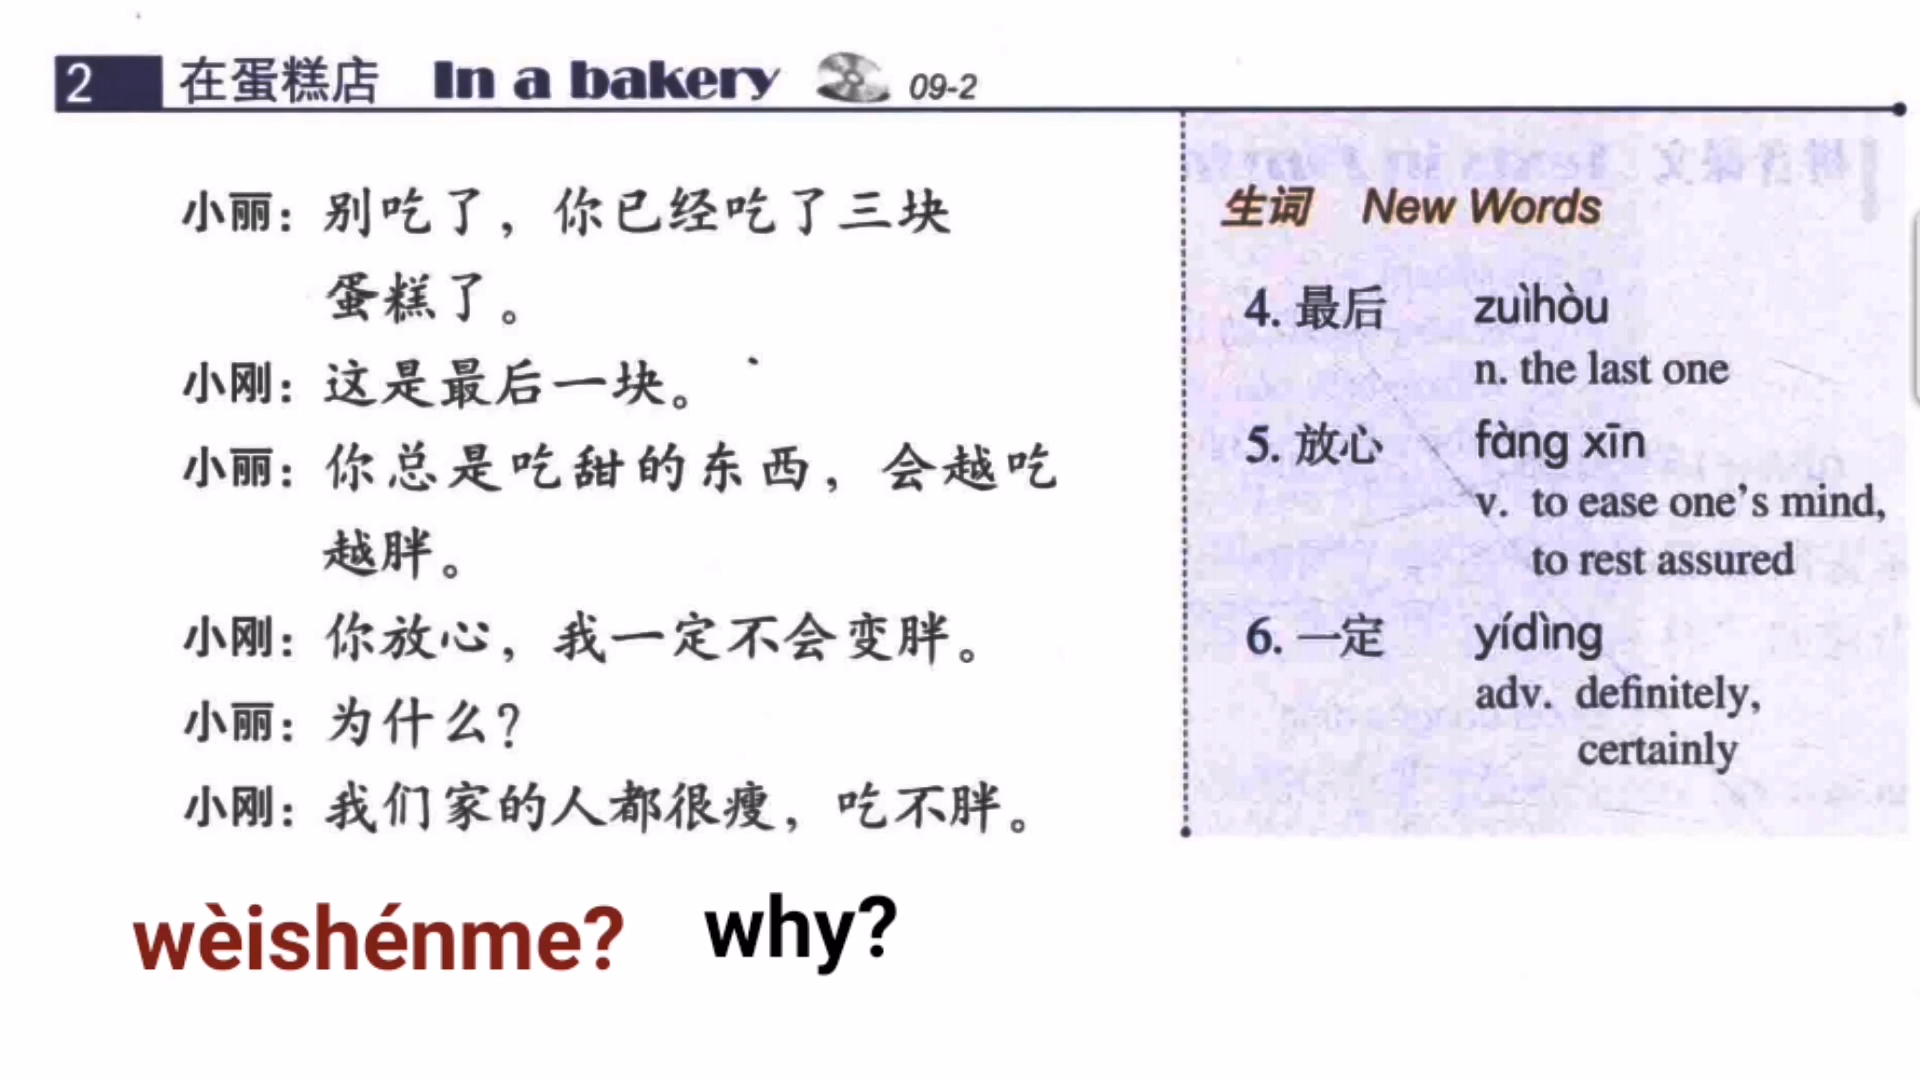 2 在蛋糕店 In a bakery 09-2
小丽：别吃了，你已经吃了三块
蛋糕了。
小刚：这是最后一块。
小丽：你总是吃甜的东西，会越吃
越胖。
小刚：你放心，我一定不会变胖。
小丽：为什么？
小刚：我们家的人都很瘦，吃不胖。
生词 New Words
4. 最后 zuìhòu
n. the last one
5. 放心 fàng xīn
v. to ease one's mind,
to rest assured
6. 一定 yídìng
adv. definitely,
certainly
wèishénme? why?